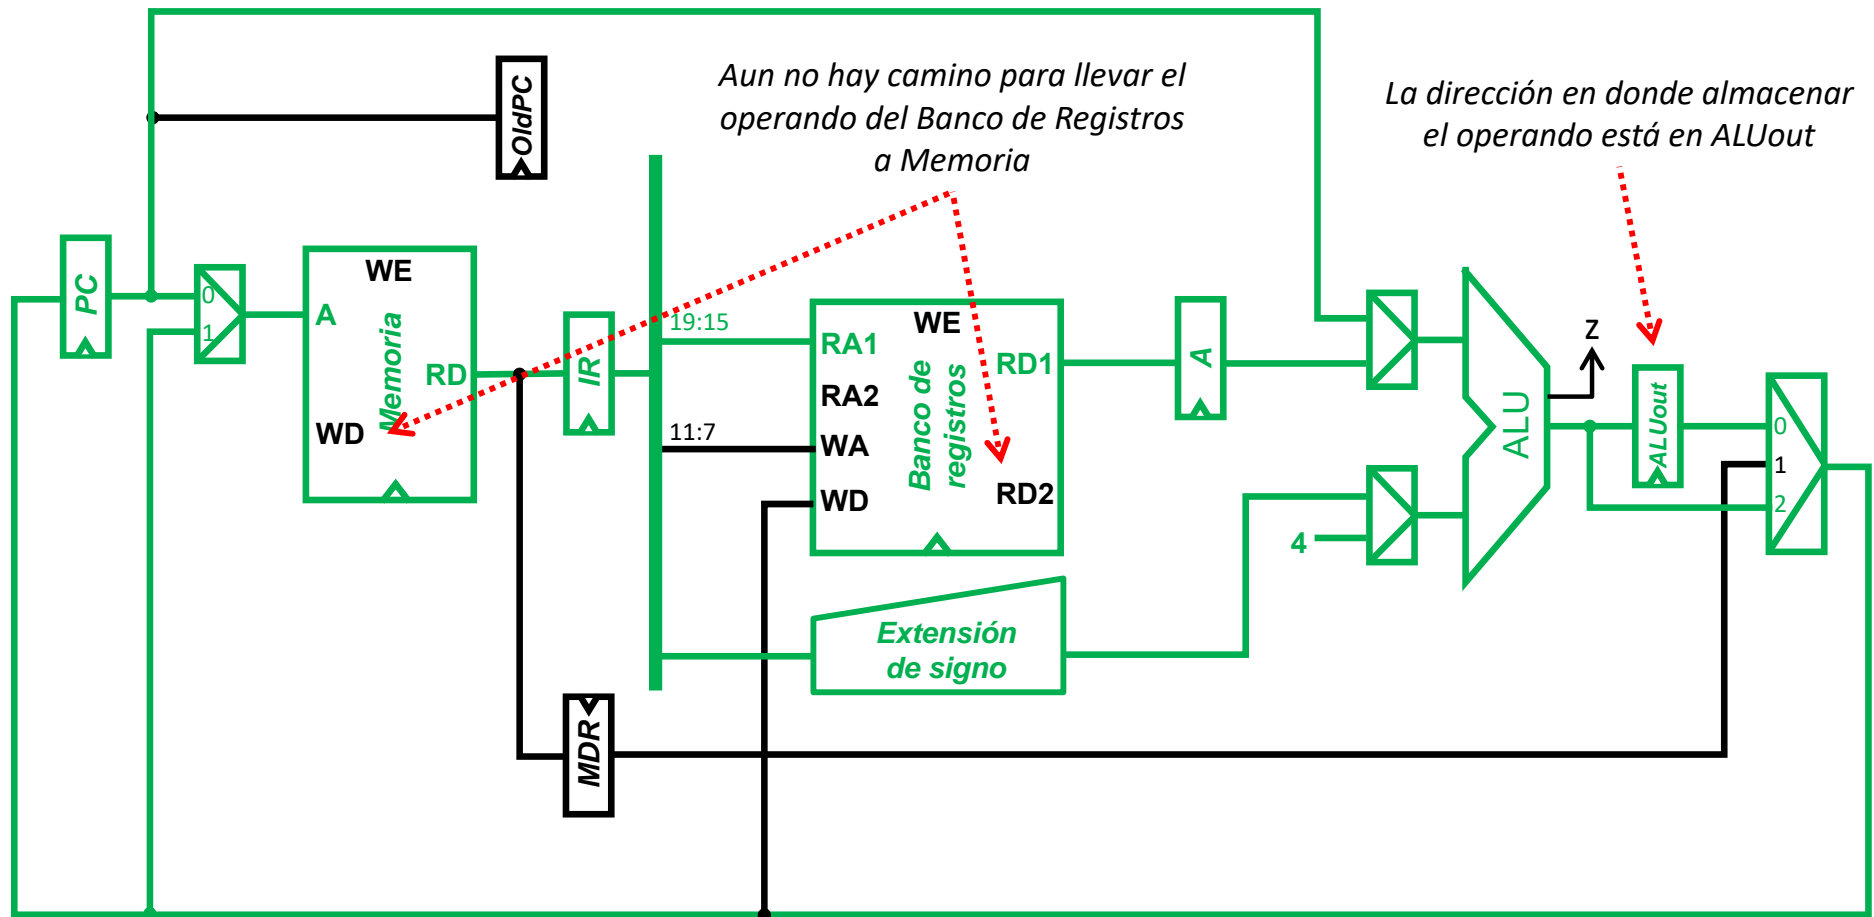 Aun no hay camino para llevar el
operando del Banco de Registros
a Memoria
La dirección en donde almacenar
el operando está en ALUout
OldPC
PC
0
1
WE
A
Memoria
RD
WD
IR
19:15
11:7
WE
RA1
RD1
RA2
WA
Banco de
registros
WD
RD2
A
4
ALU
Z
ALUout
0
1
2
Extensión
de signo
MDR